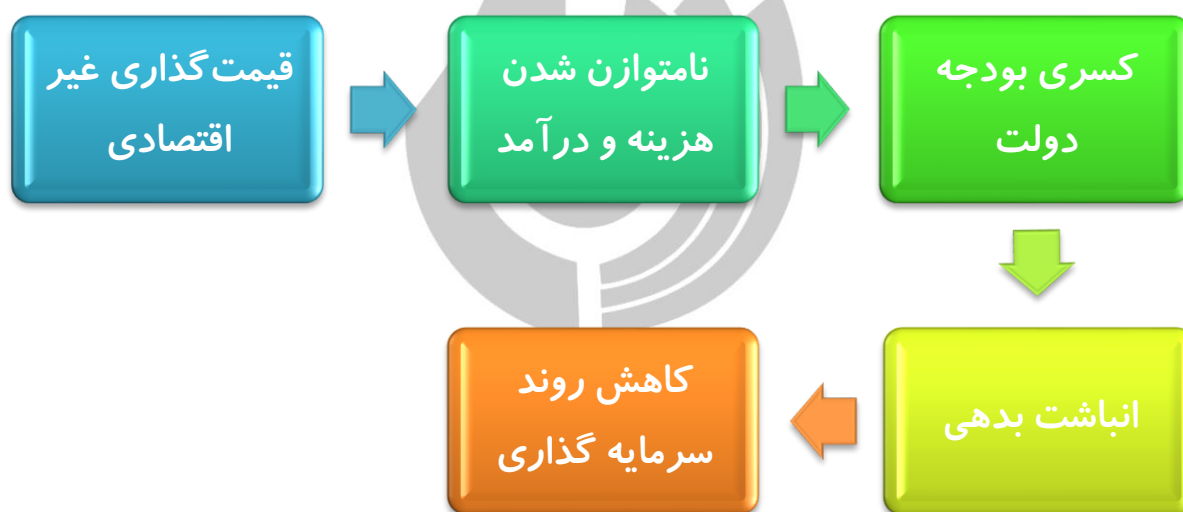 قیمت‌گذاری غیر
اقتصادی
نامتوازن شدن
هزینه و درآمد
کسری بودجه
دولت
انباشت بدهی
کاهش روند
سرمایه گذاری